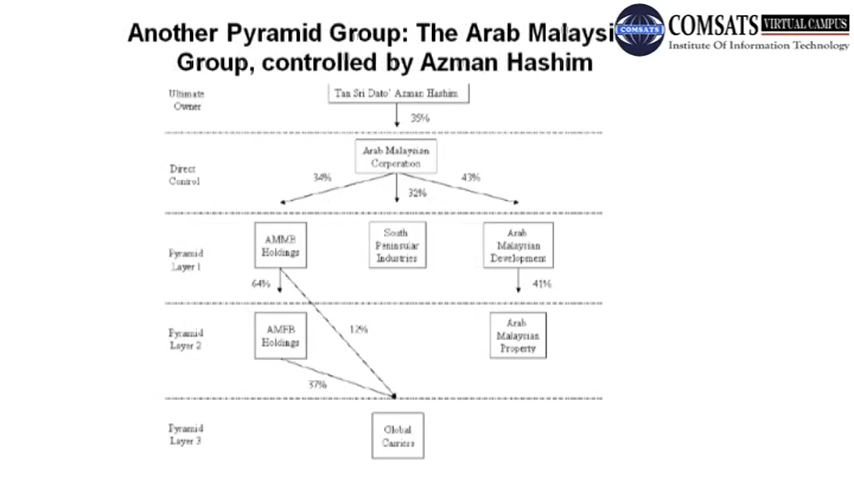 Another Pyramid Group: The Arab Malaysi
Group, controlled by Azman Hashim
COMSATS
COMSATS VIRTUAL CAMPUS
Institute Of Information Technology
Ultimate
Owner
Tan Sri Dato' Azman Hashim
35%
Direct
Control
Arab Malaysian
Corporation
34%
32%
43%
Pyramid
Layer 1
AMMB
Holdings
South
Peninsular
Industries
Arab
Malaysian
Development
64%
41%
Pyramid
Layer 2
AMFB
Holdings
12%
Arab
Malaysian
Property
37%
Pyramid
Layer 3
Global
Carriers